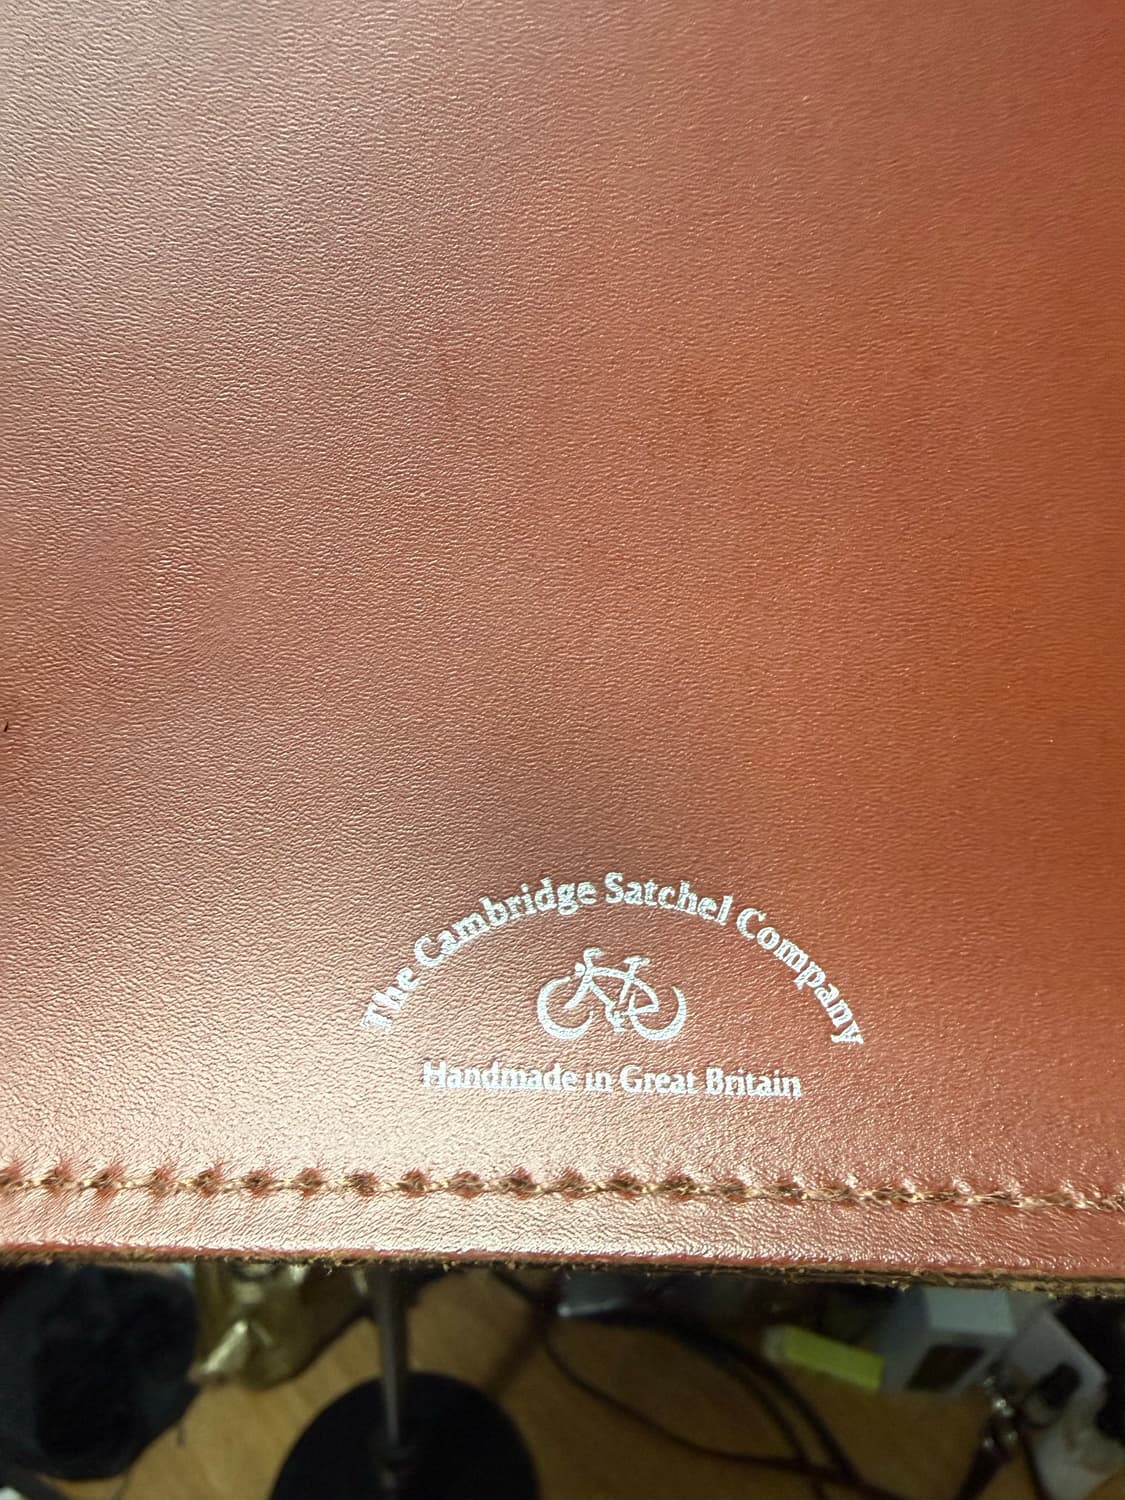 The Cambridge Satchel Company
Handmade in Great Britain